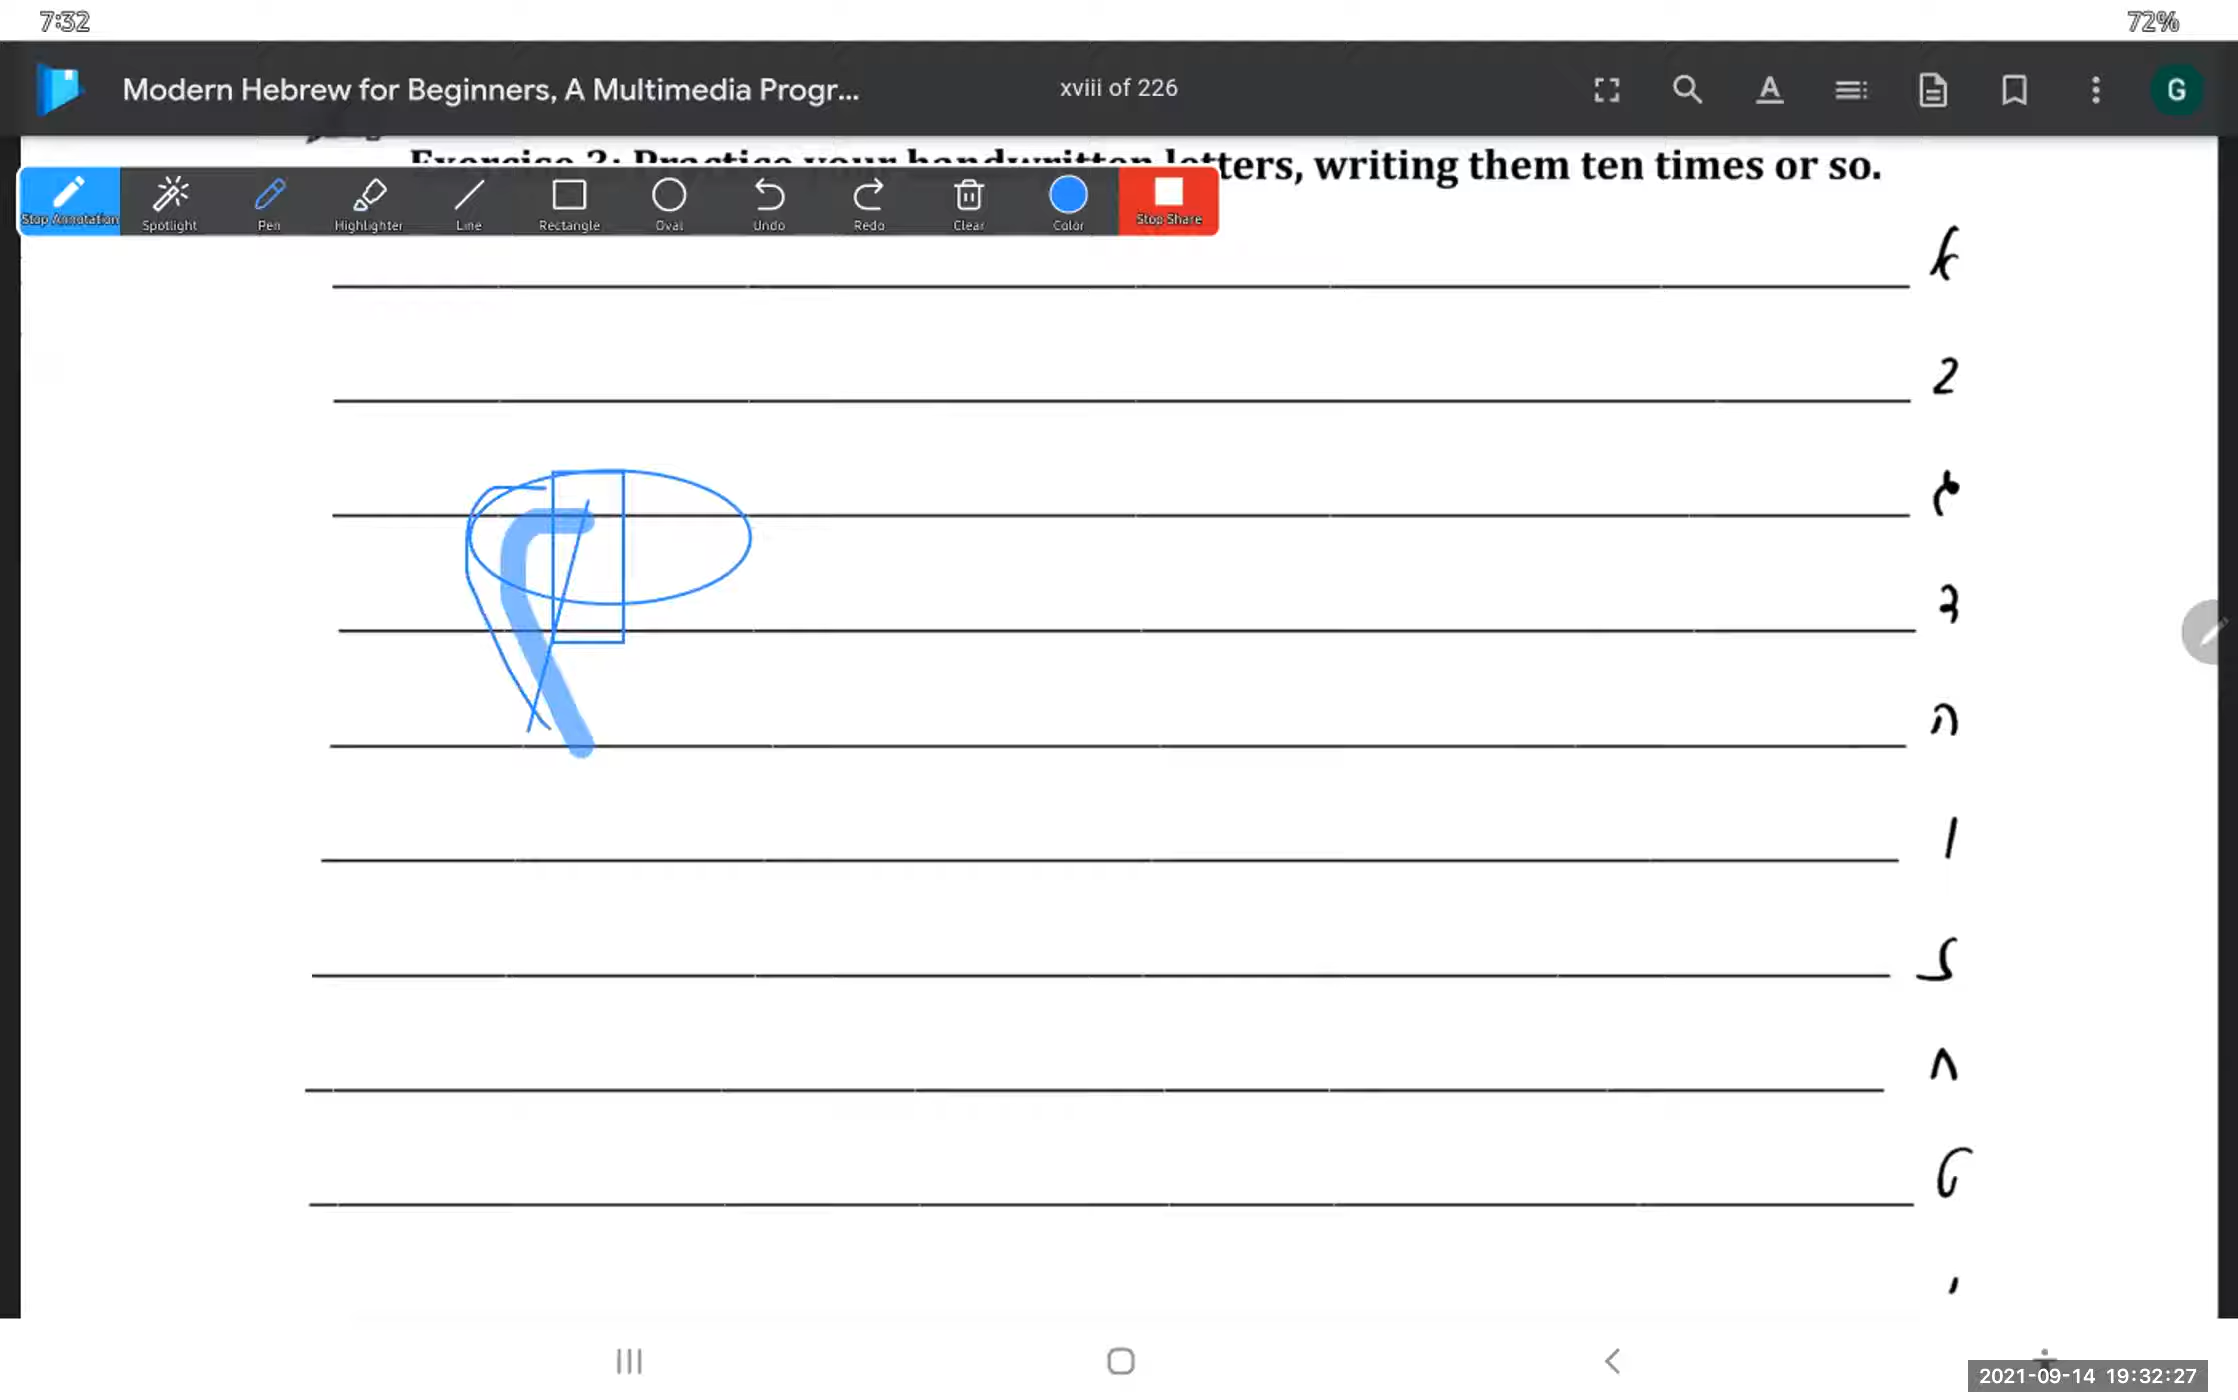 7:32 72%
Modern Hebrew for Beginners, A Multimedia Progr... xviii of 226 G
Exercise 3: Practice your handwritten letters, writing them ten times or so.
Stop Annotation Spotlight Pen Highlighter Line Rectangle Oval Undo Redo Clear Color Stop Share
א
ב
ג
ד
ה
ו
ז
ח
ט
י
2021-09-14 19:32:27